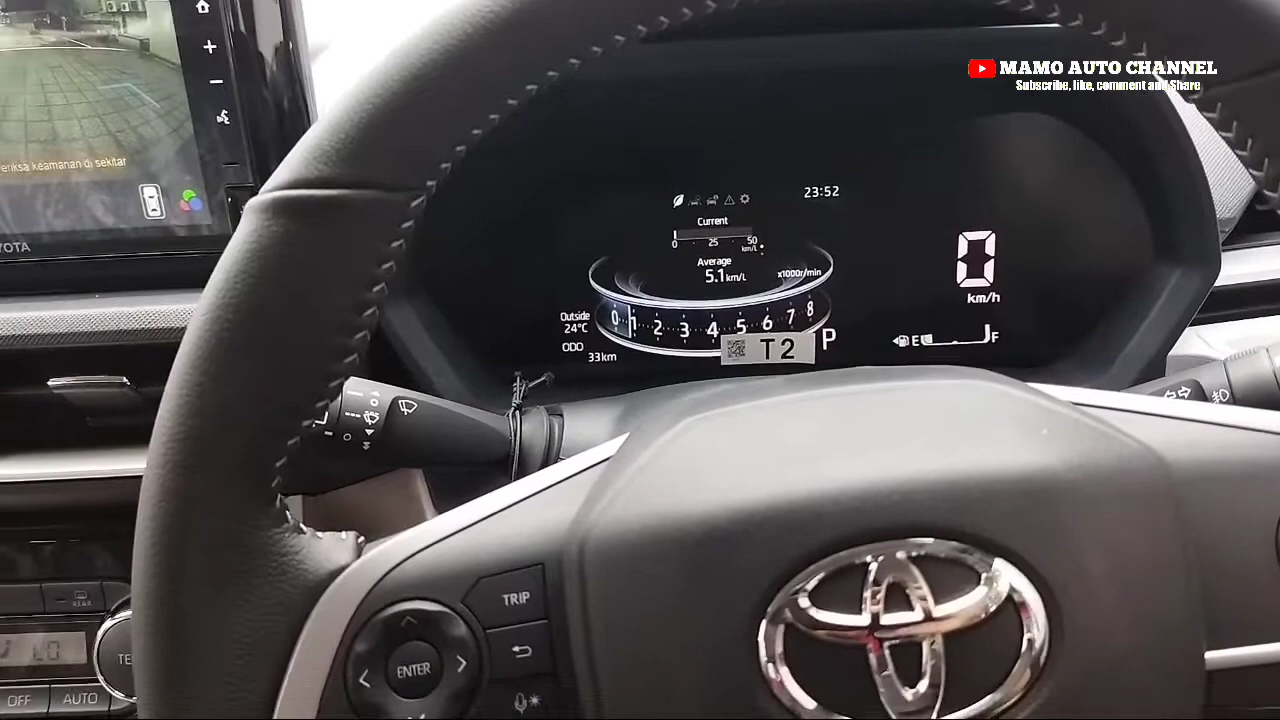 MAMO AUTO CHANNEL
Subscribe, like, comment and Share
keamanan di sekitar
23:52
Current
0 25 50
km/L
Average
5.1 km/L
x1000r/min
0 1 2 3 4 5 6 7 8
Outside
24°C
ODO
33km
T2
P
0
km/h
E F
TRIP
ENTER
REAR
LO
TE
OFF
AUTO